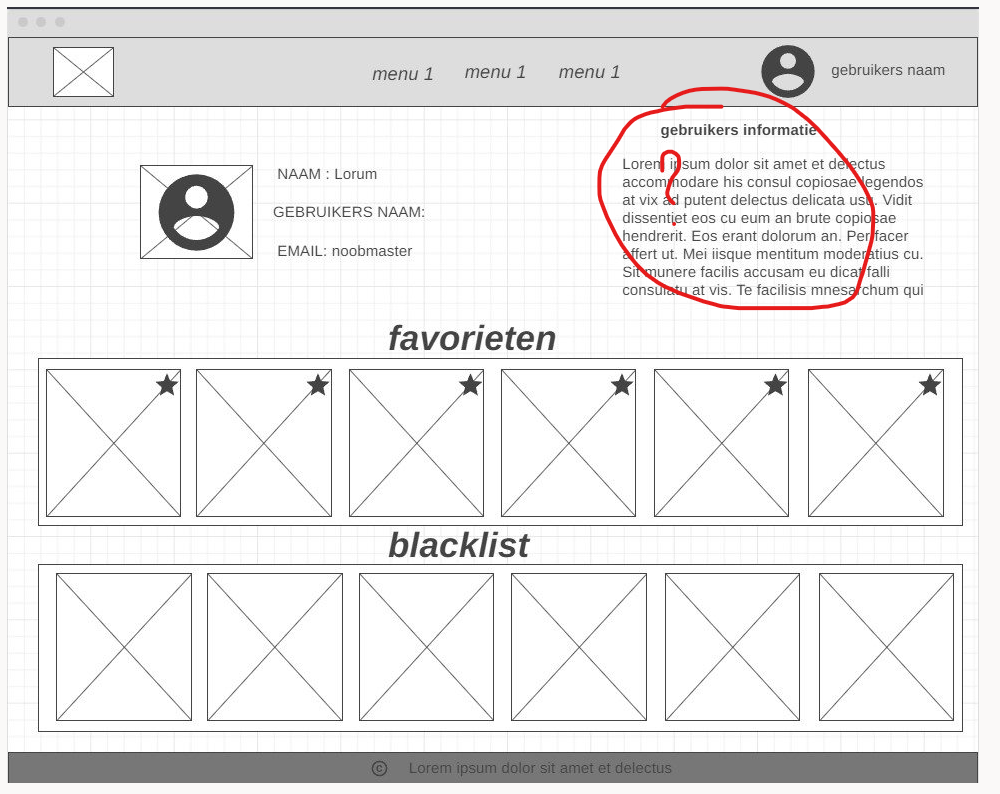 menu 1 menu 1 menu 1 gebruikers naam
gebruikers informatie
NAAM : Lorum
GEBRUIKERS NAAM:
EMAIL: noobmaster
Lorem ipsum dolor sit amet et delectus
accommodare his consul copiosae legendos
at vix ad putent delectus delicata usu. Vidit
dissentiet eos cu eum an brute copiosae
hendrerit. Eos erant dolorum an. Per facer
affert ut. Mei iisque mentitum moderatius cu.
Sit munere facilis accusam eu dicat falli
consulatu at vis. Te facilisis mnesarchum qui
?
favorieten
blacklist
© Lorem ipsum dolor sit amet et delectus